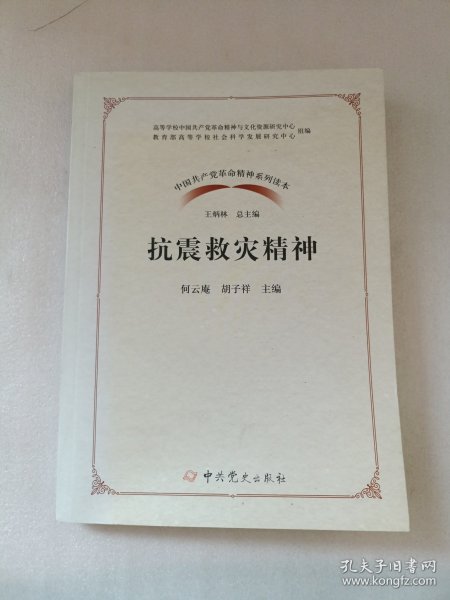 高等学校中国共产党革命精神与文化资源研究中心
教育部高等学校社会科学发展研究中心
组编
中国共产党革命精神系列读本
王炳林 总主编
抗震救灾精神
何云庵 胡子祥 主编
中共党史出版社
孔夫子旧书网
www.kongfz.com